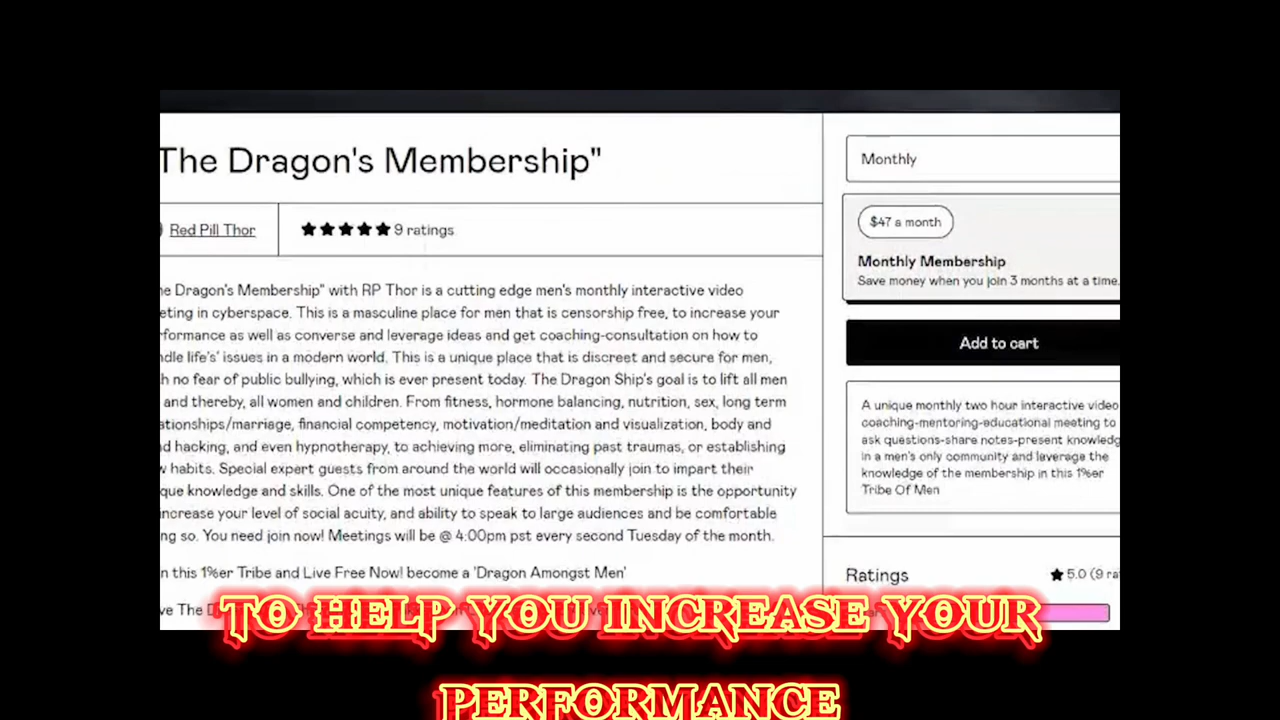 The Dragon's Membership"
Red Pill Thor
9 ratings
Dragon's Membership" with RP Thor is a cutting edge men's monthly interactive video
in cyberspace. This is a masculine place for men that is censorship free, to increase your
as well as converse and leverage ideas and get coaching-consultation on how to
life's' issues in a modern world. This is a unique place that is discreet and secure for men,
no fear of public bullying, which is ever present today. The Dragon Ship's goal is to lift all men
and thereby, all women and children. From fitness, hormone balancing, nutrition, sex, long term
financial competency, motivation/meditation and visualization, body and
hacking, and even hypnotherapy, to achieving more, eliminating past traumas, or establishing
habits. Special expert guests from around the world will occasionally join to impart their
knowledge and skills. One of the most unique features of this membership is the opportunity
increase your level of social acuity, and ability to speak to large audiences and be comfortable
so. You need join now! Meetings will be @ 4:00pm pst every second Tuesday of the month.
this 1%er Tribe and Live Free Now! become a 'Dragon Amongst Men'
The
Monthly
$47 a month
Monthly Membership
Save money when you join 3 months at a time.
Add to cart
A unique monthly two hour interactive video
coaching-mentoring-educational meeting to
ask questions-share notes-present knowledg
in a men's only community and leverage the
knowledge of the membership in this 1%er
Tribe Of Men
Ratings
5.0 (9 ra
TO HELP YOU INCREASE YOUR
PERFORMANCE